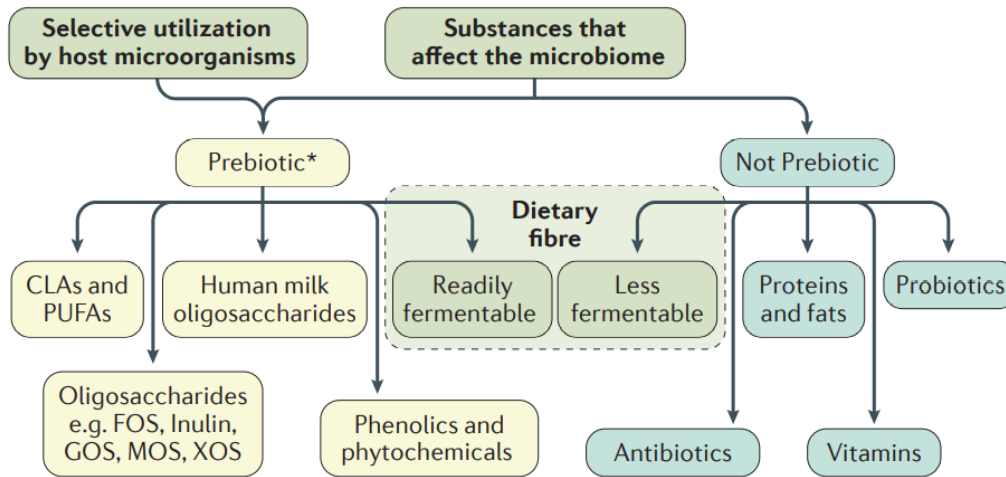 Selective utilization
by host microorganisms
Substances that
affect the microbiome
Prebiotic*
Not Prebiotic
Dietary
fibre
CLAs and
PUFAs
Human milk
oligosaccharides
Readily
fermentable
Less
fermentable
Proteins
and fats
Probiotics
Oligosaccharides
e.g. FOS, Inulin,
GOS, MOS, XOS
Phenolics and
phytochemicals
Antibiotics
Vitamins